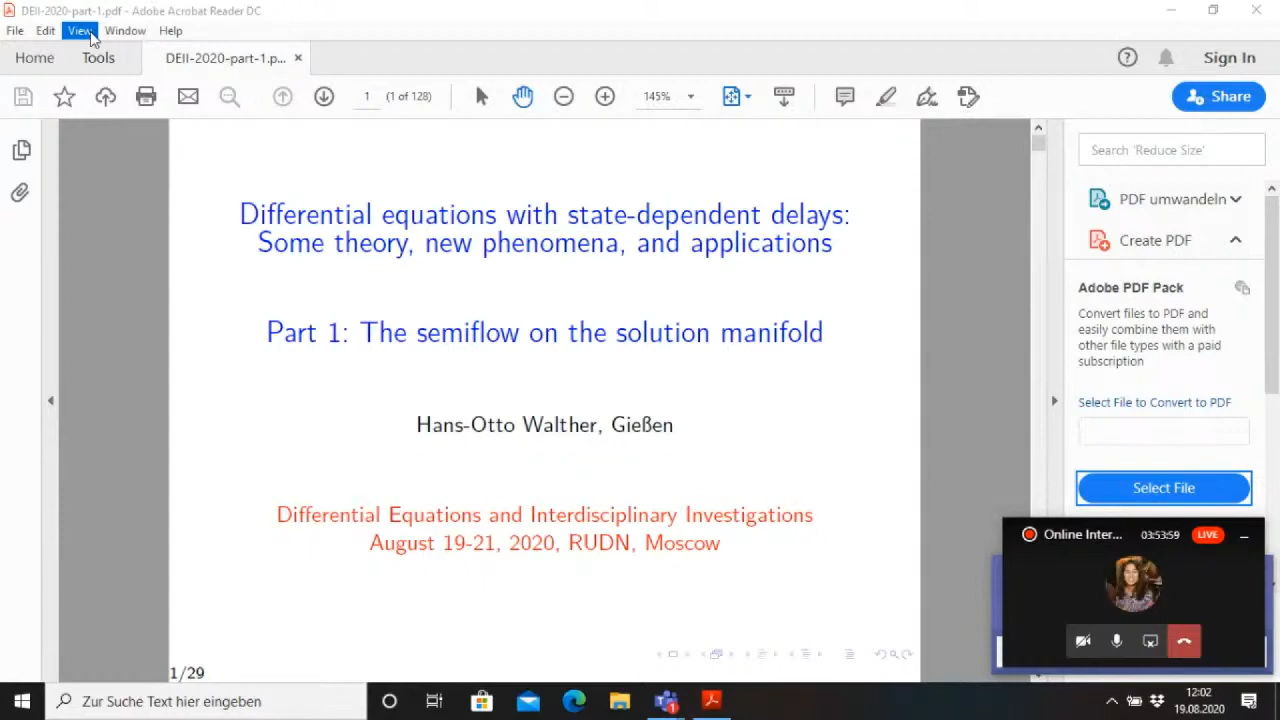 DEII-2020-part-1.pdf - Adobe Acrobat Reader DC
File Edit View Window Help
Home Tools DEII-2020-part-1.p... × Sign In
1 (1 of 128) 145% Share
Search 'Reduce Size'
PDF umwandeln
Create PDF
Adobe PDF Pack
Convert files to PDF and
easily combine them with
other file types with a paid
subscription
Select File to Convert to PDF
Select File
Differential equations with state-dependent delays:
Some theory, new phenomena, and applications
Part 1: The semiflow on the solution manifold
Hans-Otto Walther, Gießen
Differential Equations and Interdisciplinary Investigations
August 19-21, 2020, RUDN, Moscow
1/29
Online Inter... 03:53:59 LIVE
Zur Suche Text hier eingeben
1
12:02
19.08.2020